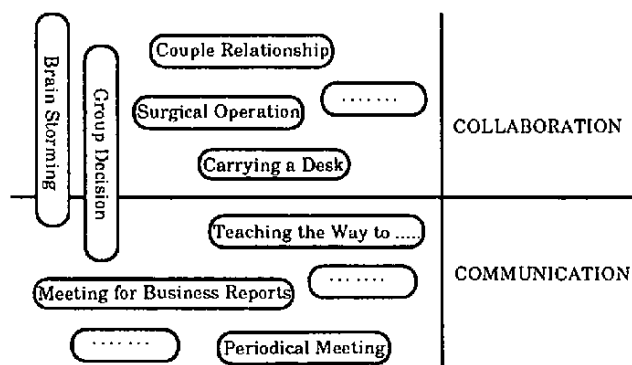 Brain Storming
Group Decision
Couple Relationship
.......
Surgical Operation
COLLABORATION
Carrying a Desk
Teaching the Way to .....
.......
COMMUNICATION
Meeting for Business Reports
.......
Periodical Meeting